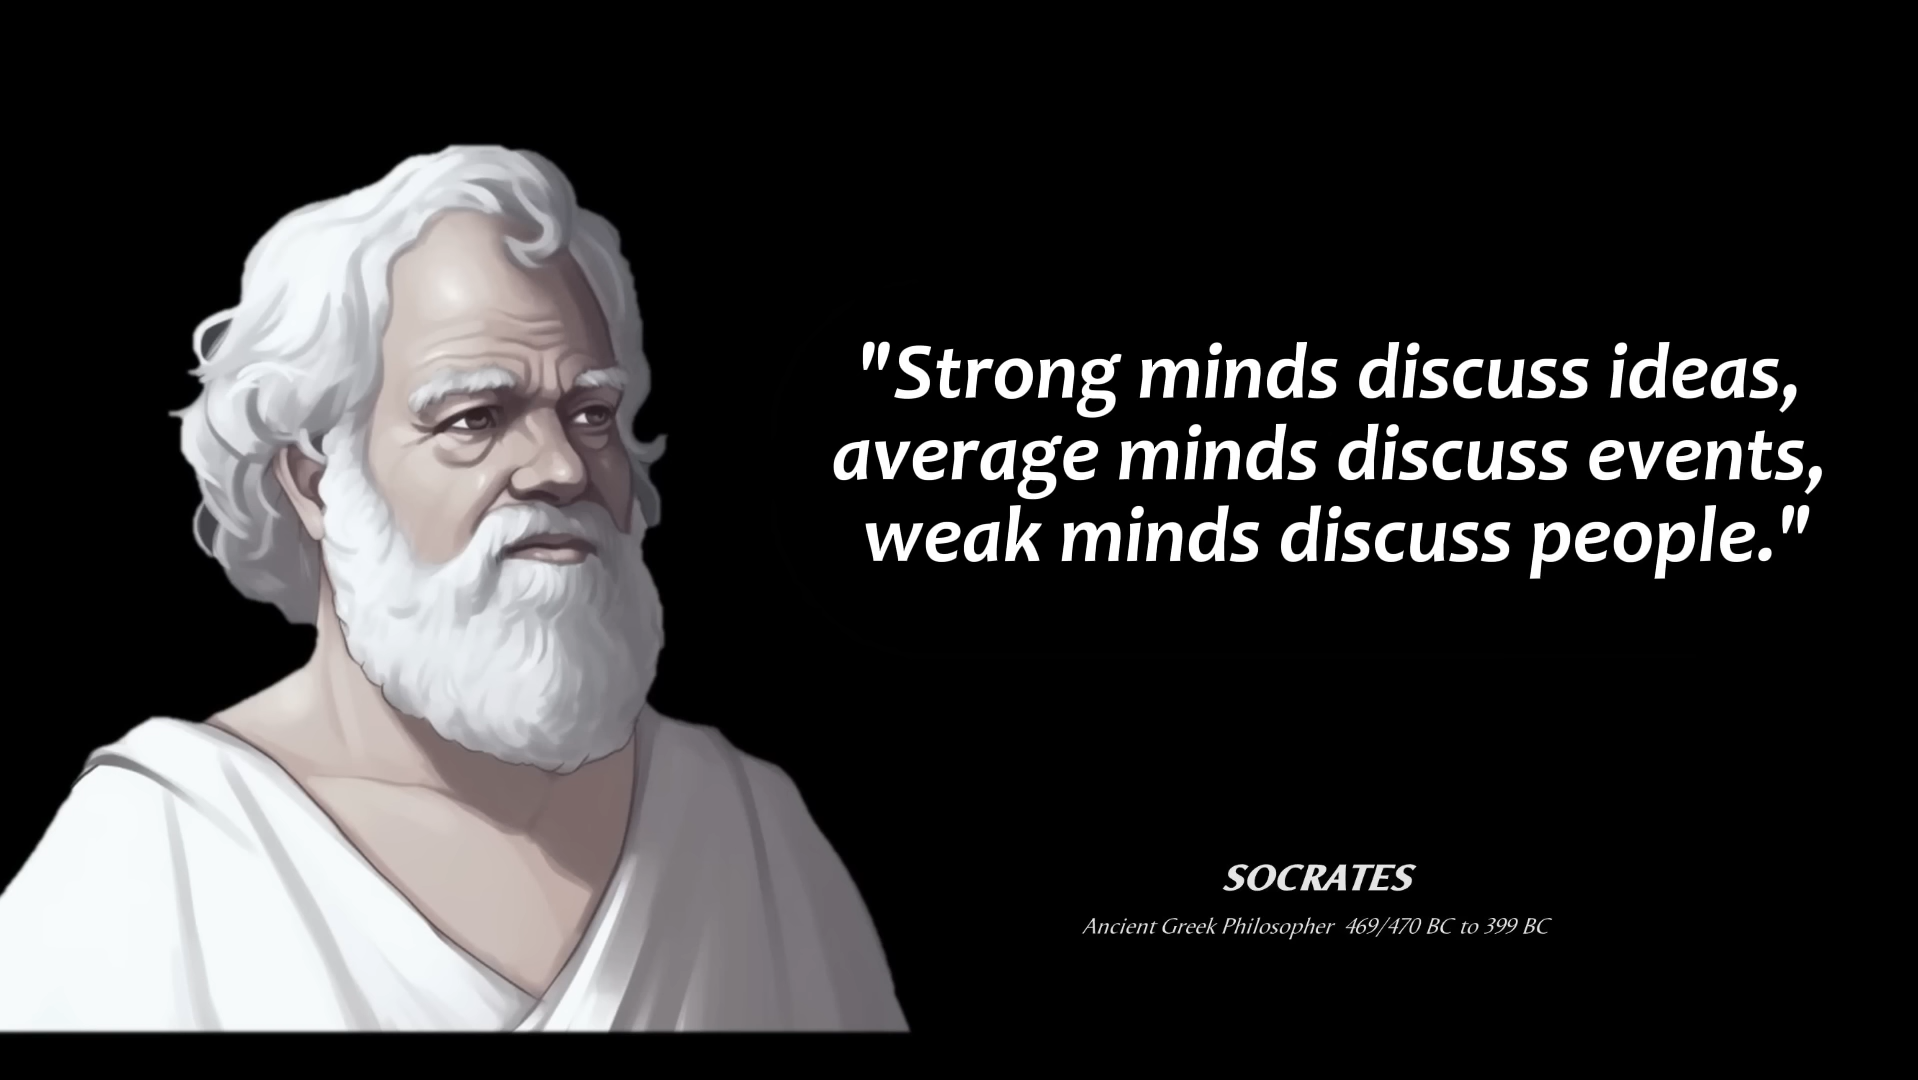 "Strong minds discuss ideas,
average minds discuss events,
weak minds discuss people."
SOCRATES
Ancient Greek Philosopher 469/470 BC to 399 BC